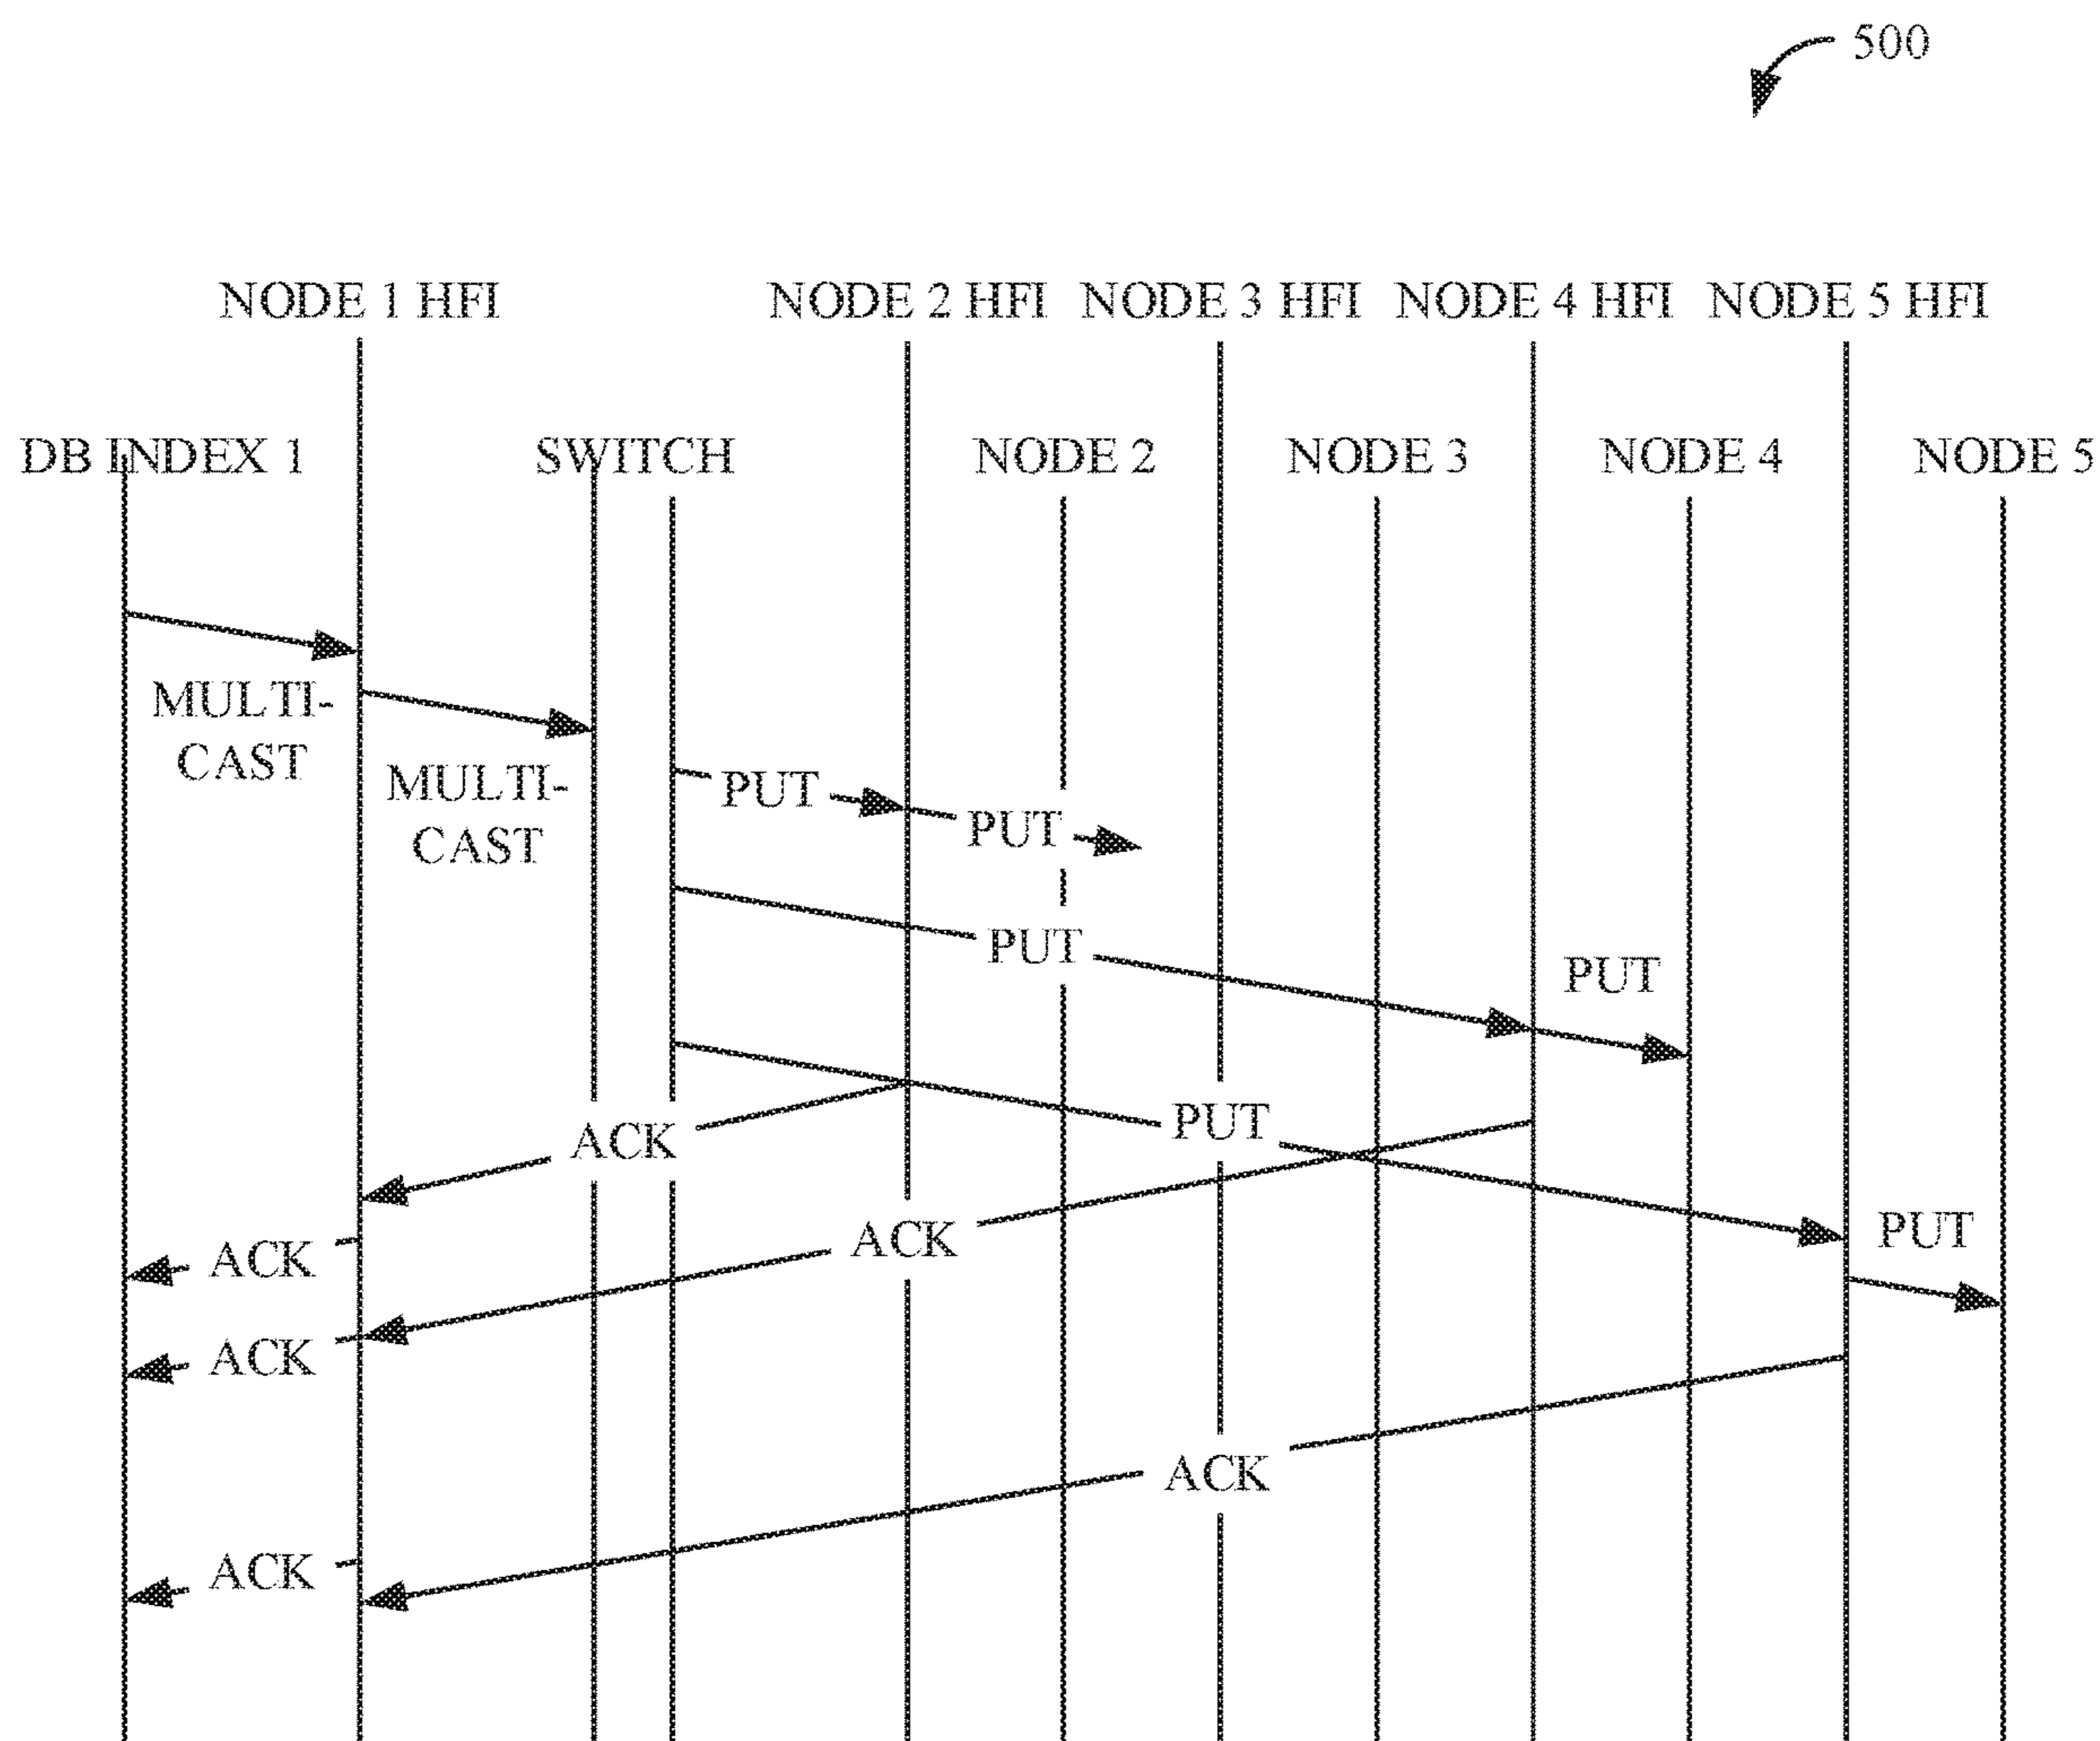 500
NODE 1 HFI NODE 2 HFI NODE 3 HFI NODE 4 HFI NODE 5 HFI
DB INDEX 1 SWITCH NODE 2 NODE 3 NODE 4 NODE 5
MULTI-
CAST
MULTI-
CAST
PUT
PUT
PUT
PUT
PUT
ACK
PUT
ACK
ACK
ACK
ACK
ACK